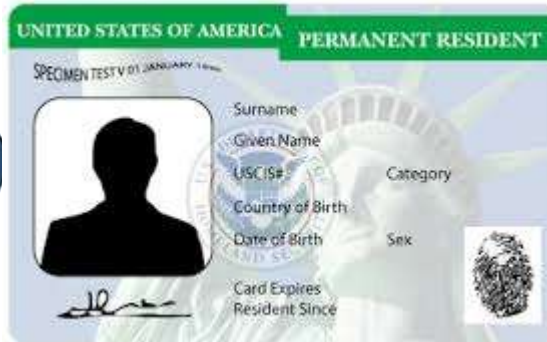 UNITED STATES OF AMERICA
PERMANENT RESIDENT
SPECIMEN TEST V 01 JANUARY
Surname
Given Name
USCIS# Category
Country of Birth
Date of Birth Sex
Card Expires
Resident Since